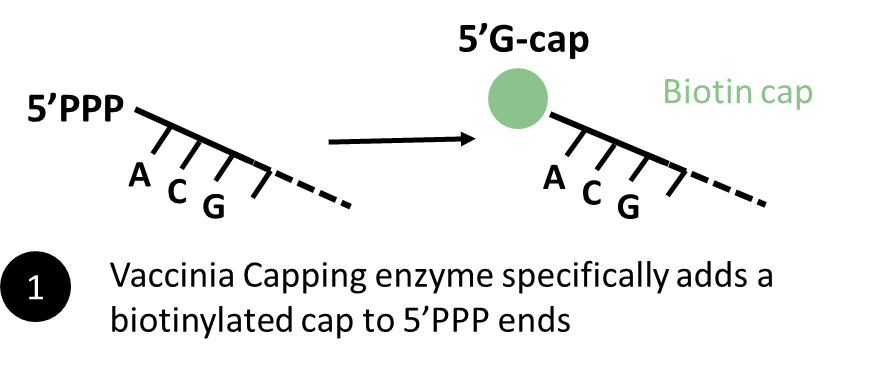 5'G-cap
5'PPP
Biotin cap
A
C
G
A
C
G
1
Vaccinia Capping enzyme specifically adds a
biotinylated cap to 5'PPP ends